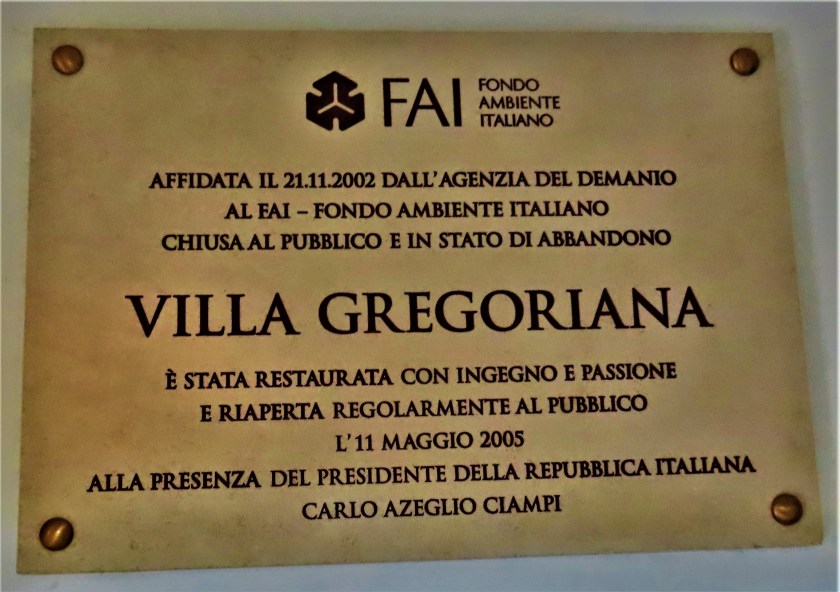 FAI
FONDO
AMBIENTE
ITALIANO
AFFIDATA IL 21.11.2002 DALL'AGENZIA DEL DEMANIO
AL FAI – FONDO AMBIENTE ITALIANO
CHIUSA AL PUBBLICO E IN STATO DI ABBANDONO
VILLA GREGORIANA
È STATA RESTAURATA CON INGEGNO E PASSIONE
E RIAPERTA REGOLARMENTE AL PUBBLICO
L'11 MAGGIO 2005
ALLA PRESENZA DEL PRESIDENTE DELLA REPUBBLICA ITALIANA
CARLO AZEGLIO CIAMPI